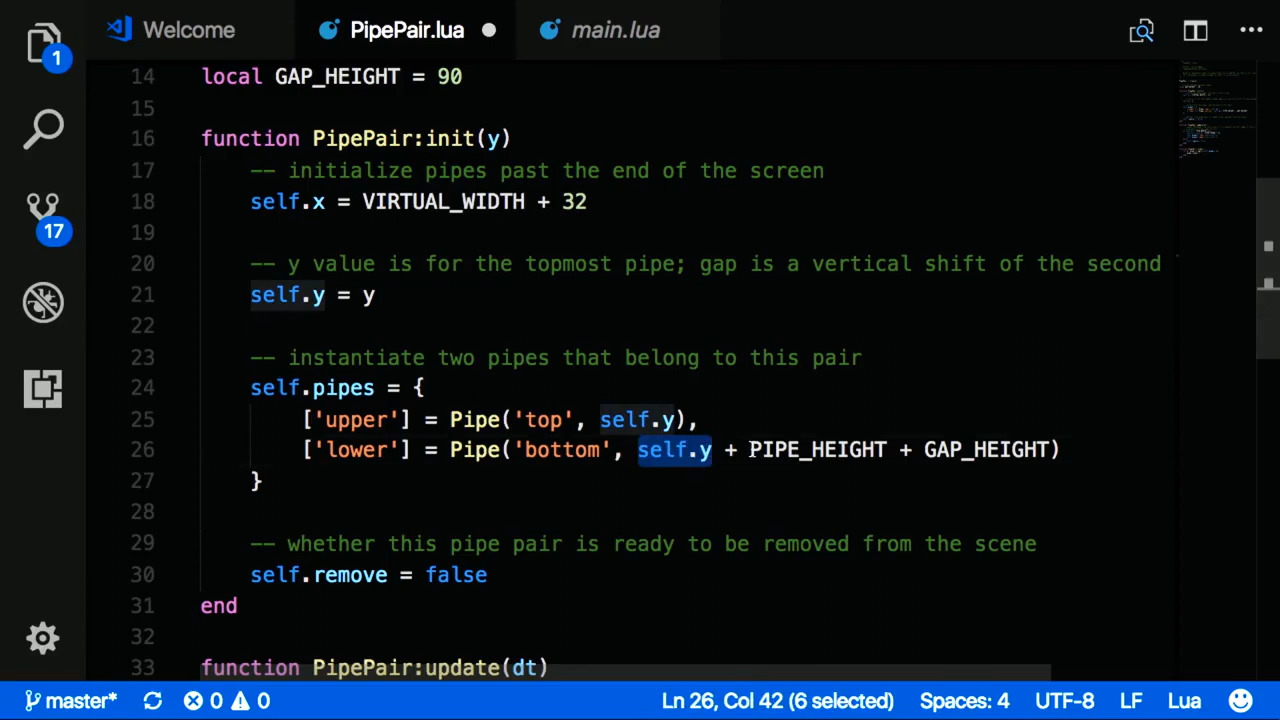 Welcome PipePair.lua main.lua
1
17
14 local GAP_HEIGHT = 90
15
16 function PipePair:init(y)
17 -- initialize pipes past the end of the screen
18 self.x = VIRTUAL_WIDTH + 32
19
20 -- y value is for the topmost pipe; gap is a vertical shift of the second
21 self.y = y
22
23 -- instantiate two pipes that belong to this pair
24 self.pipes = {
25 ['upper'] = Pipe('top', self.y),
26 ['lower'] = Pipe('bottom', self.y + PIPE_HEIGHT + GAP_HEIGHT)
27 }
28
29 -- whether this pipe pair is ready to be removed from the scene
30 self.remove = false
31 end
32
33 function PipePair:update(dt)
master* 0 0 Ln 26, Col 42 (6 selected) Spaces: 4 UTF-8 LF Lua